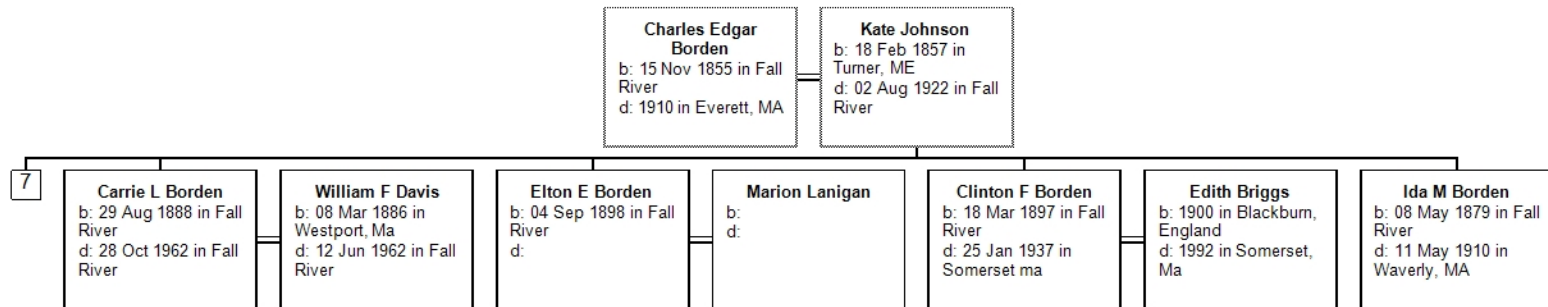 Charles Edgar
Borden
b: 15 Nov 1855 in Fall
River
d: 1910 in Everett, MA
Kate Johnson
b: 18 Feb 1857 in
Turner, ME
d: 02 Aug 1922 in Fall
River
7
Carrie L Borden
b: 29 Aug 1888 in Fall
River
d: 28 Oct 1962 in Fall
River
William F Davis
b: 08 Mar 1886 in
Westport, Ma
d: 12 Jun 1962 in Fall
River
Elton E Borden
b: 04 Sep 1898 in Fall
River
d:
Marion Lanigan
b:
d:
Clinton F Borden
b: 18 Mar 1897 in Fall
River
d: 25 Jan 1937 in
Somerset ma
Edith Briggs
b: 1900 in Blackburn,
England
d: 1992 in Somerset,
Ma
Ida M Borden
b: 08 May 1879 in Fall
River
d: 11 May 1910 in
Waverly, MA